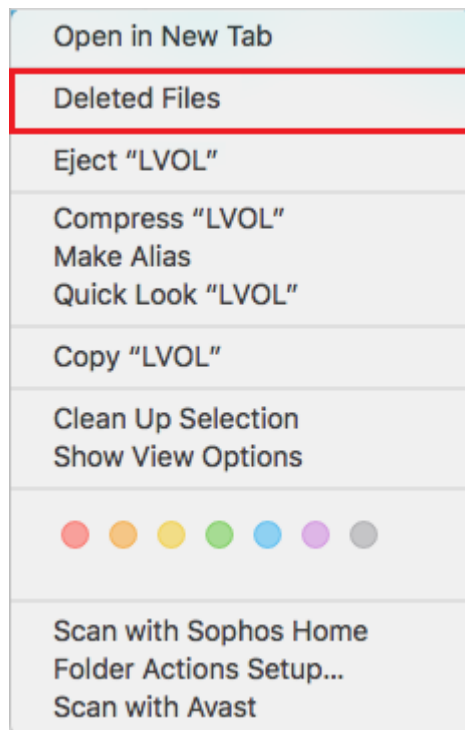 Open in New Tab
Deleted Files
Eject “LVOL”
Compress “LVOL”
Make Alias
Quick Look “LVOL”
Copy “LVOL”
Clean Up Selection
Show View Options
Scan with Sophos Home
Folder Actions Setup...
Scan with Avast